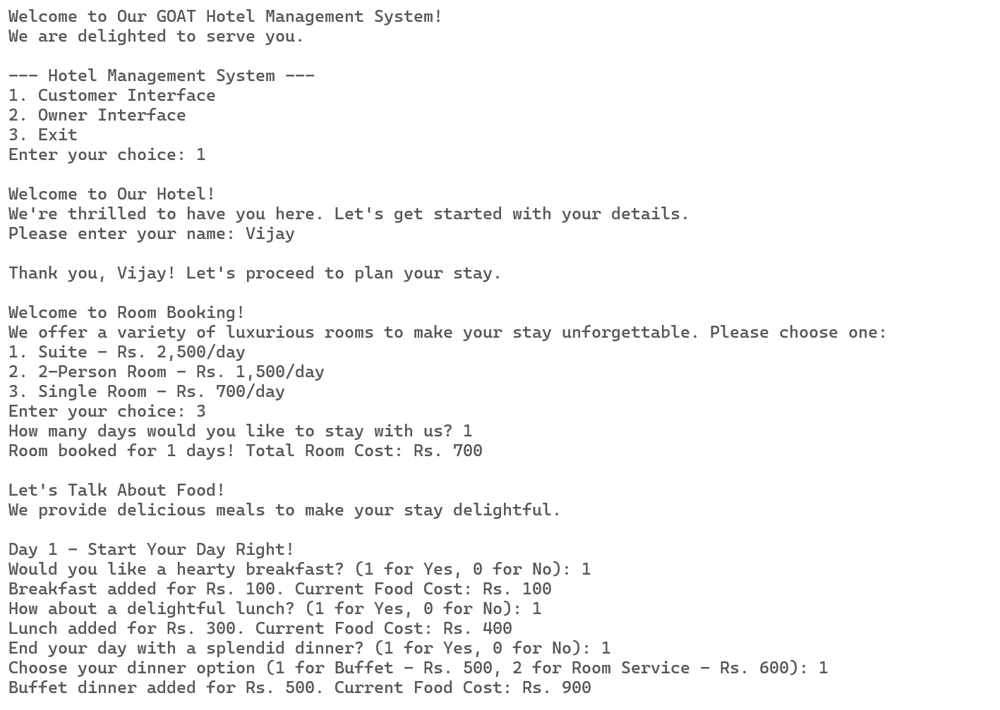 Welcome to Our GOAT Hotel Management System!
We are delighted to serve you.

--- Hotel Management System ---
1. Customer Interface
2. Owner Interface
3. Exit
Enter your choice: 1

Welcome to Our Hotel!
We're thrilled to have you here. Let's get started with your details.
Please enter your name: Vijay

Thank you, Vijay! Let's proceed to plan your stay.

Welcome to Room Booking!
We offer a variety of luxurious rooms to make your stay unforgettable. Please choose one:
1. Suite - Rs. 2,500/day
2. 2-Person Room - Rs. 1,500/day
3. Single Room - Rs. 700/day
Enter your choice: 3
How many days would you like to stay with us? 1
Room booked for 1 days! Total Room Cost: Rs. 700

Let's Talk About Food!
We provide delicious meals to make your stay delightful.

Day 1 - Start Your Day Right!
Would you like a hearty breakfast? (1 for Yes, 0 for No): 1
Breakfast added for Rs. 100. Current Food Cost: Rs. 100
How about a delightful lunch? (1 for Yes, 0 for No): 1
Lunch added for Rs. 300. Current Food Cost: Rs. 400
End your day with a splendid dinner? (1 for Yes, 0 for No): 1
Choose your dinner option (1 for Buffet - Rs. 500, 2 for Room Service - Rs. 600): 1
Buffet dinner added for Rs. 500. Current Food Cost: Rs. 900